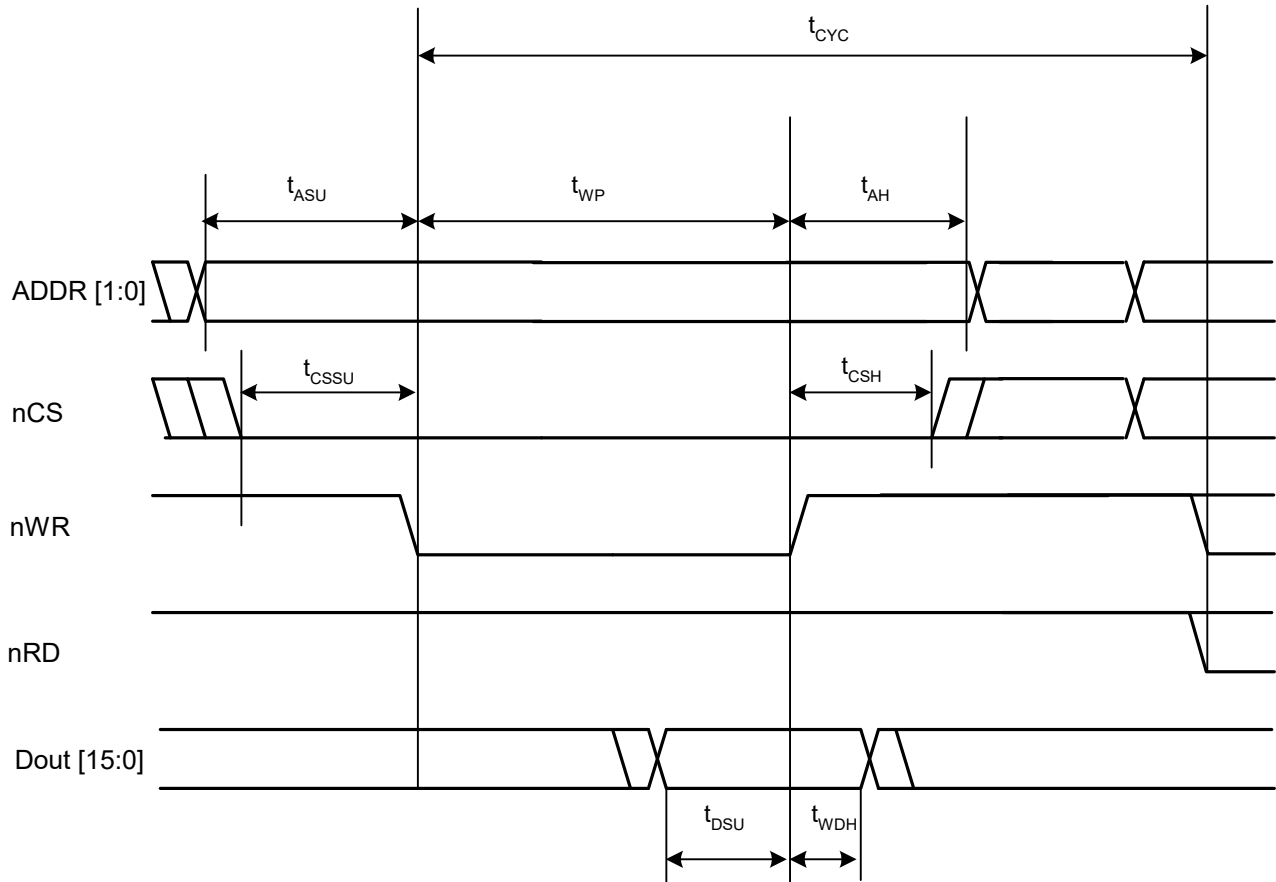 tCYC
tASU
tWP
tAH
ADDR [1:0]
tCSSU
tCSH
nCS
nWR
nRD
Dout [15:0]
tDSU
tWDH